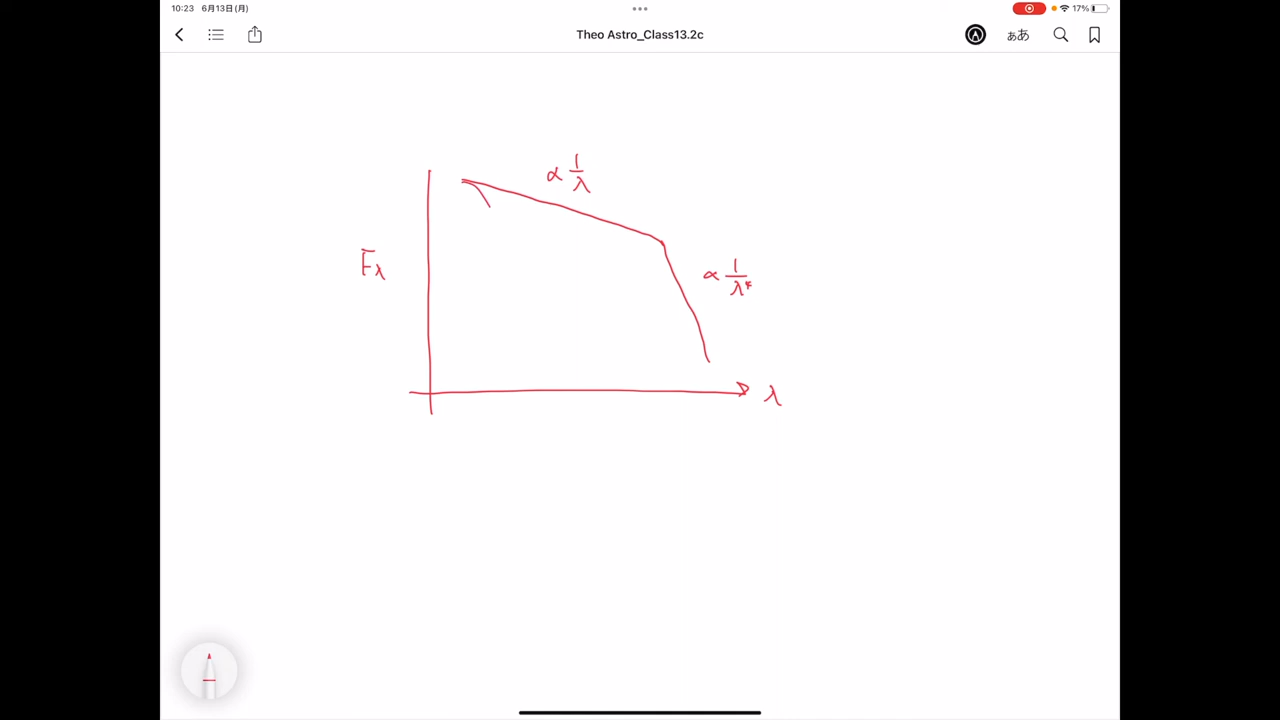 10:23 6月13日(月)
17%
Theo Astro_Class13.2c
ぁあ
∝ 1/λ
Fλ
∝ 1/λ⁴
λ